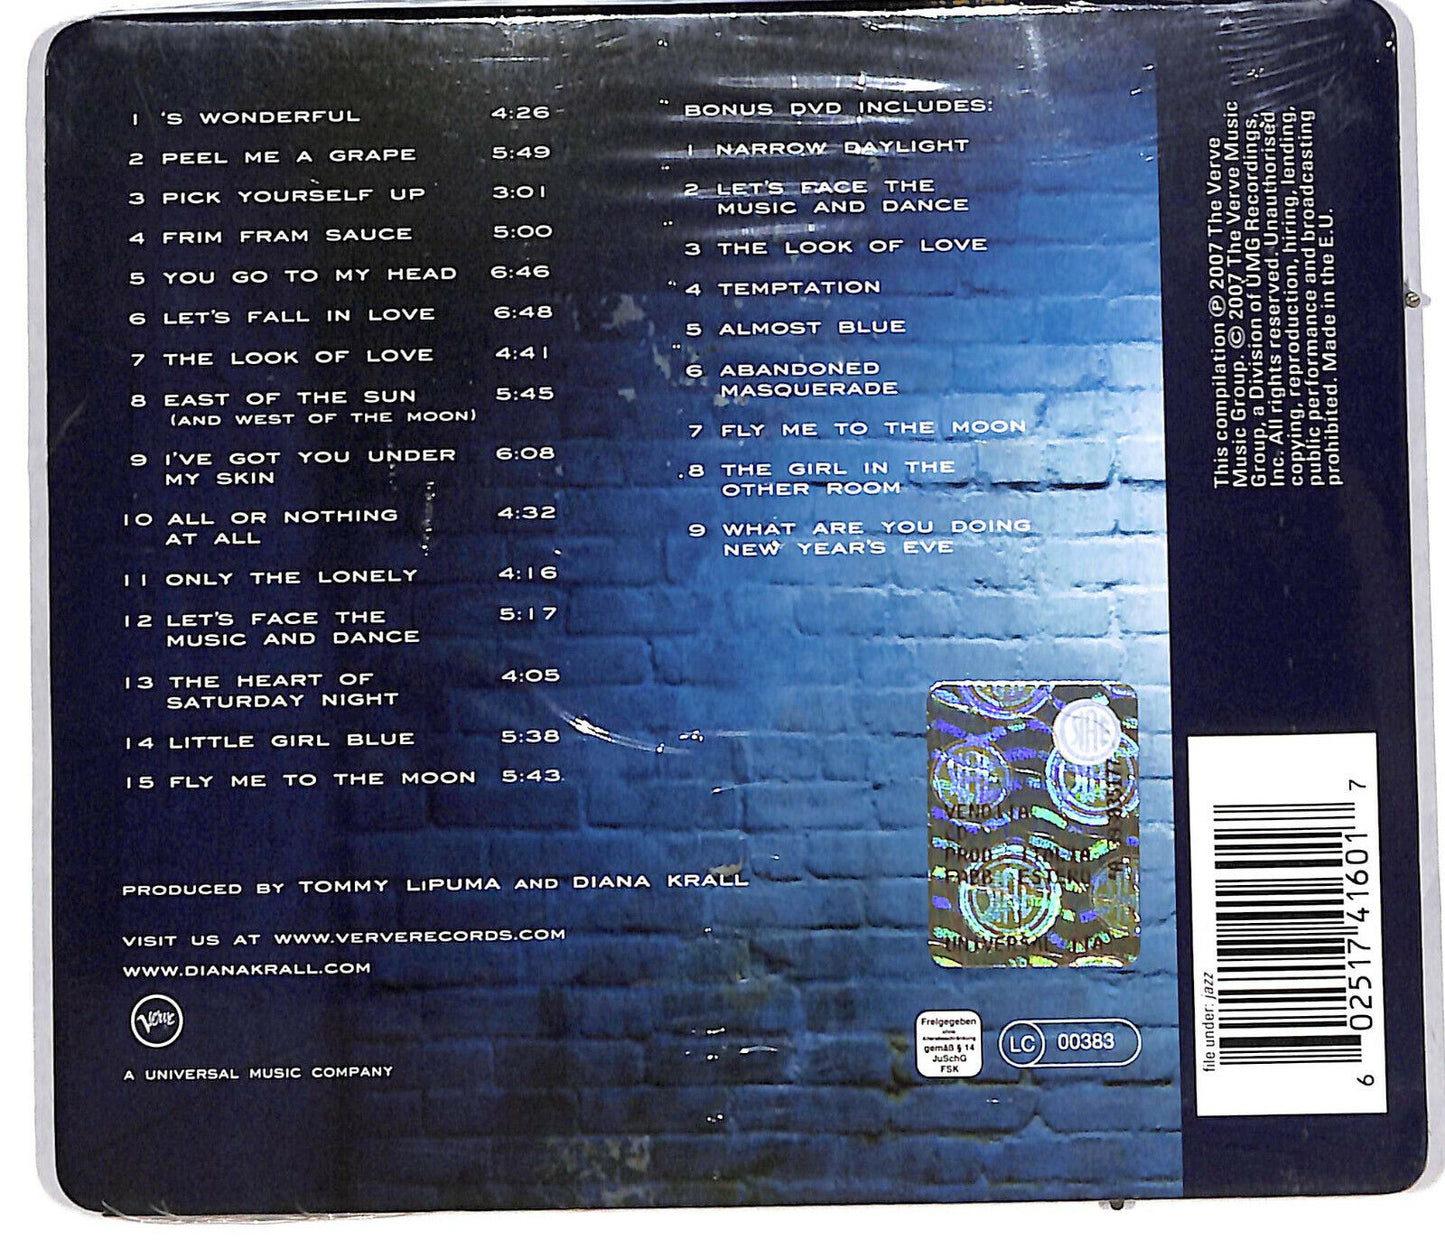 1 'S WONDERFUL 4:26
2 PEEL ME A GRAPE 5:49
3 PICK YOURSELF UP 3:01
4 FRIM FRAM SAUCE 5:00
5 YOU GO TO MY HEAD 6:46
6 LET'S FALL IN LOVE 6:48
7 THE LOOK OF LOVE 4:41
8 EAST OF THE SUN 5:45
(AND WEST OF THE MOON)
9 I'VE GOT YOU UNDER 6:08
MY SKIN
10 ALL OR NOTHING 4:32
AT ALL
11 ONLY THE LONELY 4:16
12 LET'S FACE THE 5:17
MUSIC AND DANCE
13 THE HEART OF 4:05
SATURDAY NIGHT
14 LITTLE GIRL BLUE 5:38
15 FLY ME TO THE MOON 5:43
BONUS DVD INCLUDES:
1 NARROW DAYLIGHT
2 LET'S FACE THE
MUSIC AND DANCE
3 THE LOOK OF LOVE
4 TEMPTATION
5 ALMOST BLUE
6 ABANDONED
MASQUERADE
7 FLY ME TO THE MOON
8 THE GIRL IN THE
OTHER ROOM
9 WHAT ARE YOU DOING
NEW YEAR'S EVE
PRODUCED BY TOMMY LIPUMA AND DIANA KRALL
VISIT US AT WWW.VERVERECORDS.COM
WWW.DIANAKRALL.COM
Verve
A UNIVERSAL MUSIC COMPANY
VENDITA
Freigegeben
ohne
Altersbeschränkung
gemäß § 14
JuSchG
FSK
LC 00383
This compilation ℗ 2007 The Verve
Music Group. © 2007 The Verve Music
Group, a Division of UMG Recordings,
Inc. All rights reserved. Unauthorised
copying, reproduction, hiring, lending,
public performance and broadcasting
prohibited. Made in the E.U.
file under: jazz
6 02517 41601 7